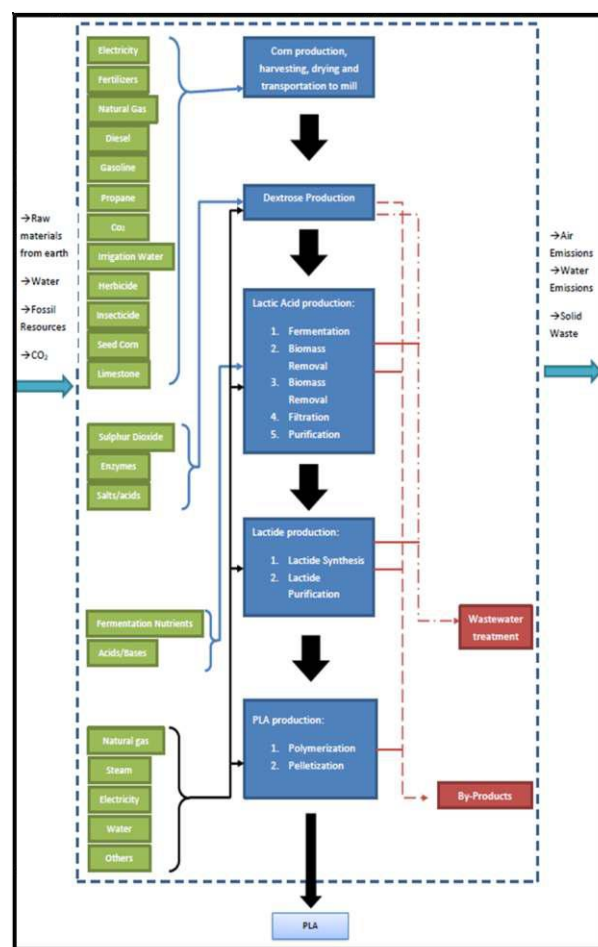 Electricity
Fertilizers
Natural Gas
Diesel
Gasoline
Propane
Co₂
Irrigation Water
Herbicide
Insecticide
Seed Corn
Limestone
Corn production,
harvesting, drying and
transportation to mill
→Raw
materials
from earth
→Water
→Fossil
Resources
→CO₂
Dextrose Production
Lactic Acid production:
1. Fermentation
2. Biomass
Removal
3. Biomass
Removal
4. Filtration
5. Purification
→Air
Emissions
→Water
Emissions
→Solid
Waste
Sulphur Dioxide
Enzymes
Salts/acids
Lactide production:
1. Lactide Synthesis
2. Lactide
Purification
Fermentation Nutrients
Acids/Bases
Wastewater
treatment
PLA production:
1. Polymerization
2. Pelletization
Natural gas
Steam
Electricity
Water
Others
By-Products
PLA